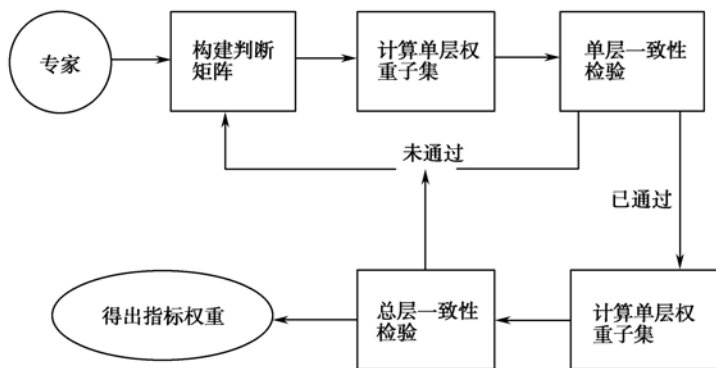 专家
构建判断
矩阵
计算单层权
重子集
单层一致性
检验
未通过
已通过
得出指标权重
总层一致性
检验
计算单层权
重子集